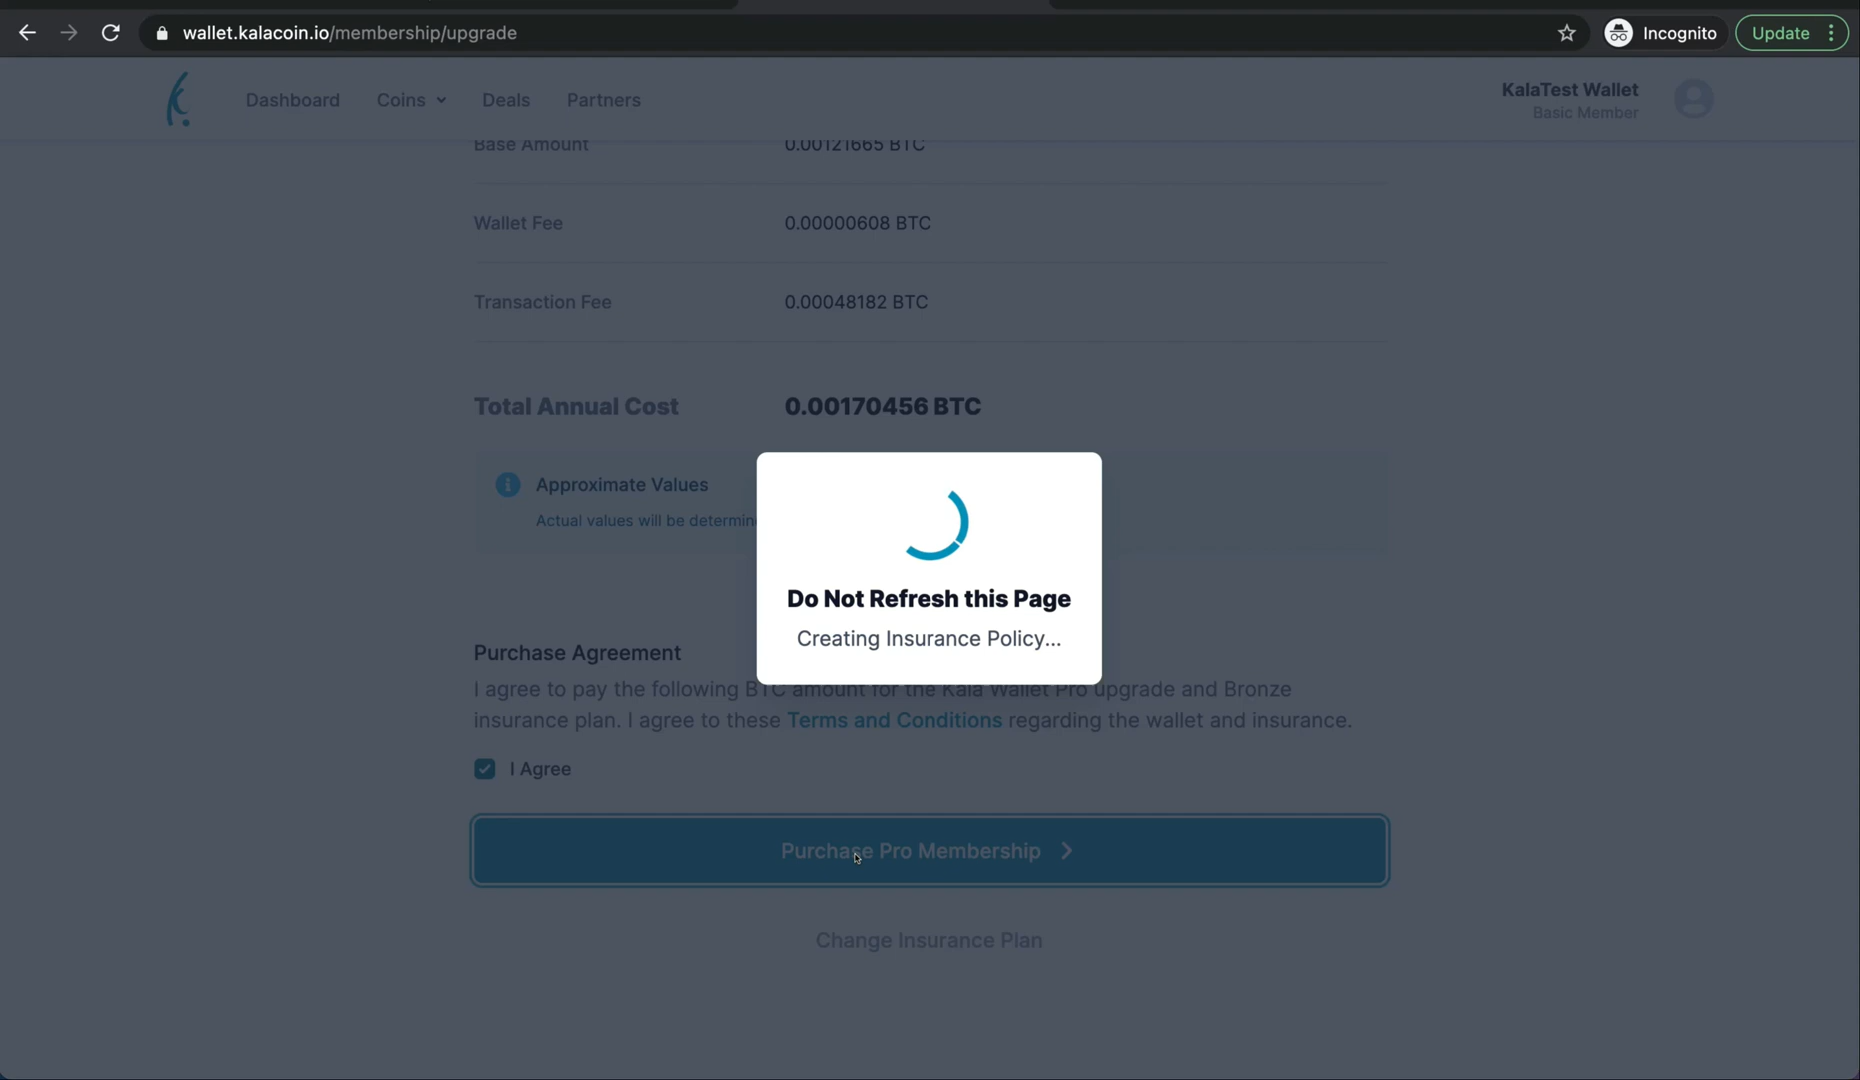 wallet.kalacoin.io/membership/upgrade
Incognito
Update
Dashboard
Coins
Deals
Partners
KalaTest Wallet
Basic Member
Base Amount
0.00121665 BTC
Wallet Fee
0.00000608 BTC
Transaction Fee
0.00048182 BTC
Total Annual Cost
0.00170456 BTC
Approximate Values
Actual values will be determin
Do Not Refresh this Page
Creating Insurance Policy...
Purchase Agreement
I agree to pay the following BTC amount for the Kala Wallet Pro upgrade and Bronze
insurance plan. I agree to these Terms and Conditions regarding the wallet and insurance.
I Agree
Purchase Pro Membership
Change Insurance Plan